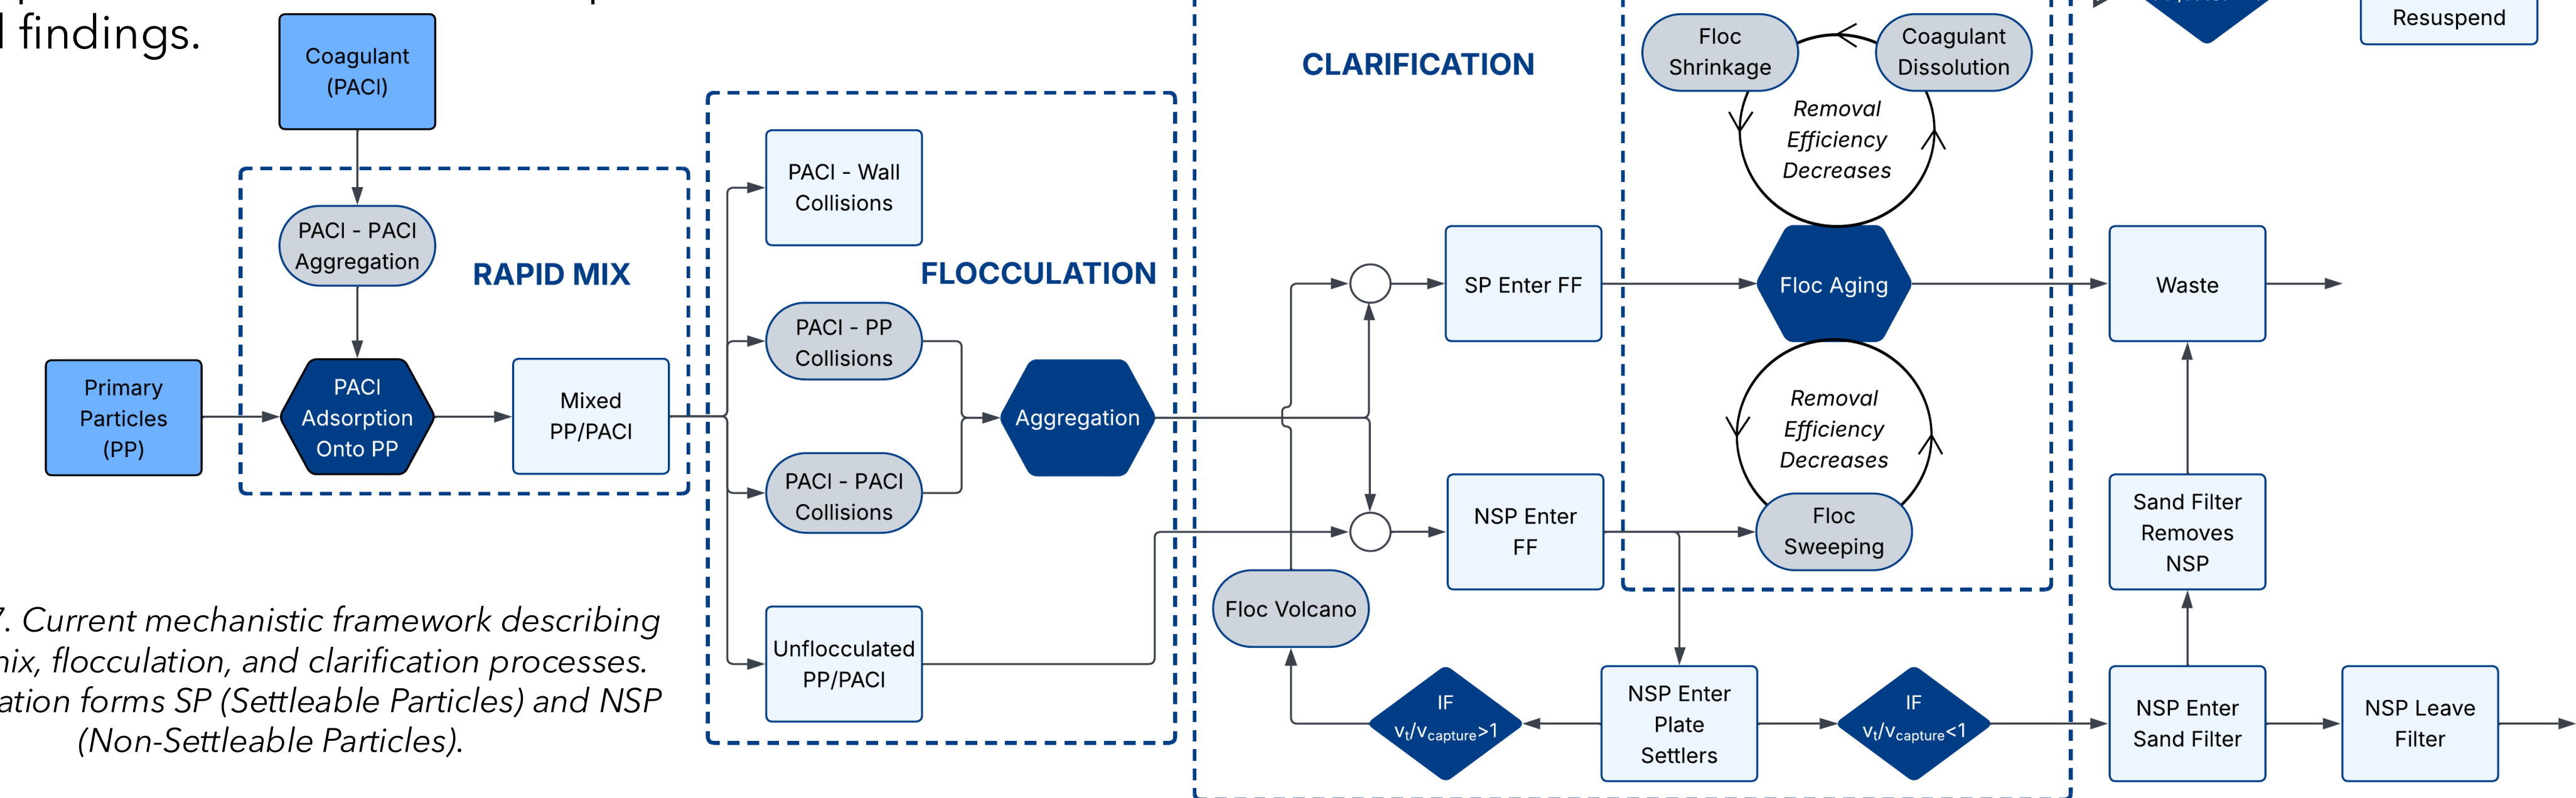 findings.
Coagulant
(PACl)
PACl - PACl
Aggregation
RAPID MIX
Primary
Particles
(PP)
PACl
Adsorption
Onto PP
Mixed
PP/PACl
FLOCCULATION
PACl - Wall
Collisions
PACl - PP
Collisions
PACl - PACl
Collisions
Aggregation
Unflocculated
PP/PACl
CLARIFICATION
Floc
Shrinkage
Coagulant
Dissolution
Removal
Efficiency
Decreases
SP Enter FF
Floc Aging
Removal
Efficiency
Decreases
NSP Enter
FF
Floc
Sweeping
Floc Volcano
IF
vt/vcapture>1
NSP Enter
Plate
Settlers
IF
vt/vcapture<1
Resuspend
Waste
Sand Filter
Removes
NSP
NSP Enter
Sand Filter
NSP Leave
Filter
7. Current mechanistic framework describing
mix, flocculation, and clarification processes.
ation forms SP (Settleable Particles) and NSP
(Non-Settleable Particles).